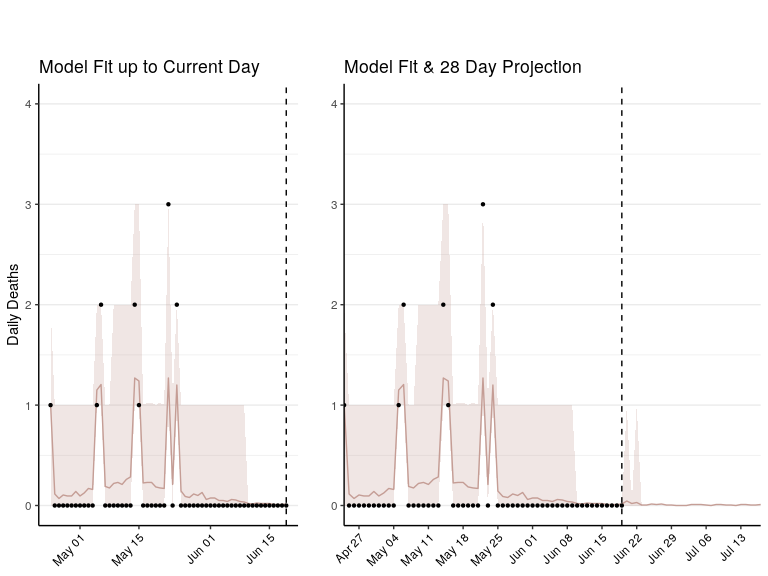 Model Fit up to Current Day
Model Fit & 28 Day Projection
Daily Deaths
4
3
2
1
0
May 01
May 15
Jun 01
Jun 15
4
3
2
1
0
Apr 27
May 04
May 11
May 18
May 25
Jun 01
Jun 08
Jun 15
Jun 22
Jun 29
Jul 06
Jul 13